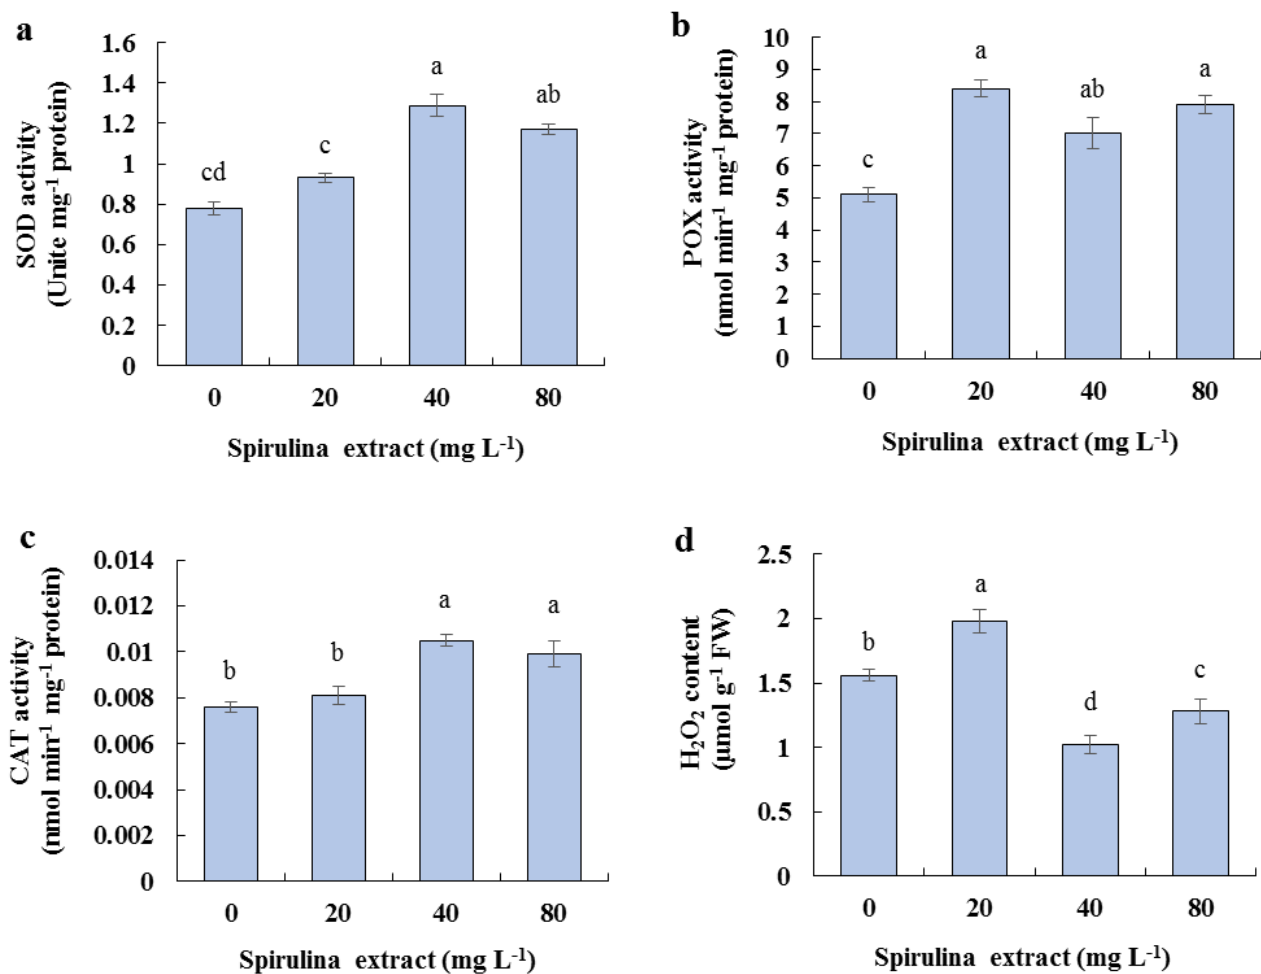 a
SOD activity
(Unite mg⁻¹ protein)
1.6
1.4
1.2
1
0.8
0.6
0.4
0.2
0
cd
c
a
ab
0 20 40 80
Spirulina extract (mg L⁻¹)
b
POX activity
(nmol min⁻¹ mg⁻¹ protein)
10
9
8
7
6
5
4
3
2
1
0
c
a
ab
a
0 20 40 80
Spirulina extract (mg L⁻¹)
c
CAT activity
(nmol min⁻¹ mg⁻¹ protein)
0.014
0.012
0.01
0.008
0.006
0.004
0.002
0
b
b
a
a
0 20 40 80
Spirulina extract (mg L⁻¹)
d
H₂O₂ content
(µmol g⁻¹ FW)
2.5
2
1.5
1
0.5
0
b
a
d
c
0 20 40 80
Spirulina extract (mg L⁻¹)